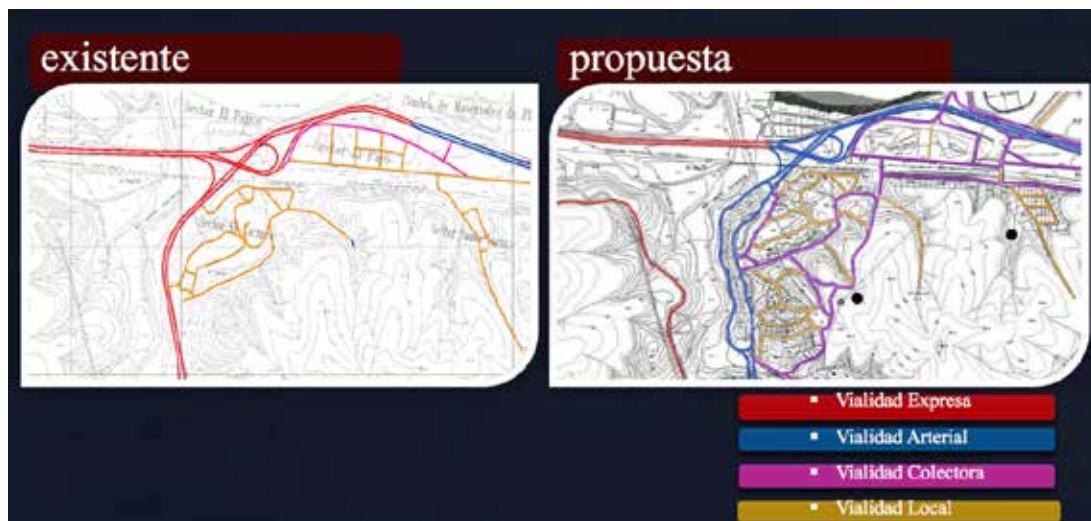 existente
propuesta
▪ Vialidad Expresa
▪ Vialidad Arterial
▪ Vialidad Colectora
▪ Vialidad Local